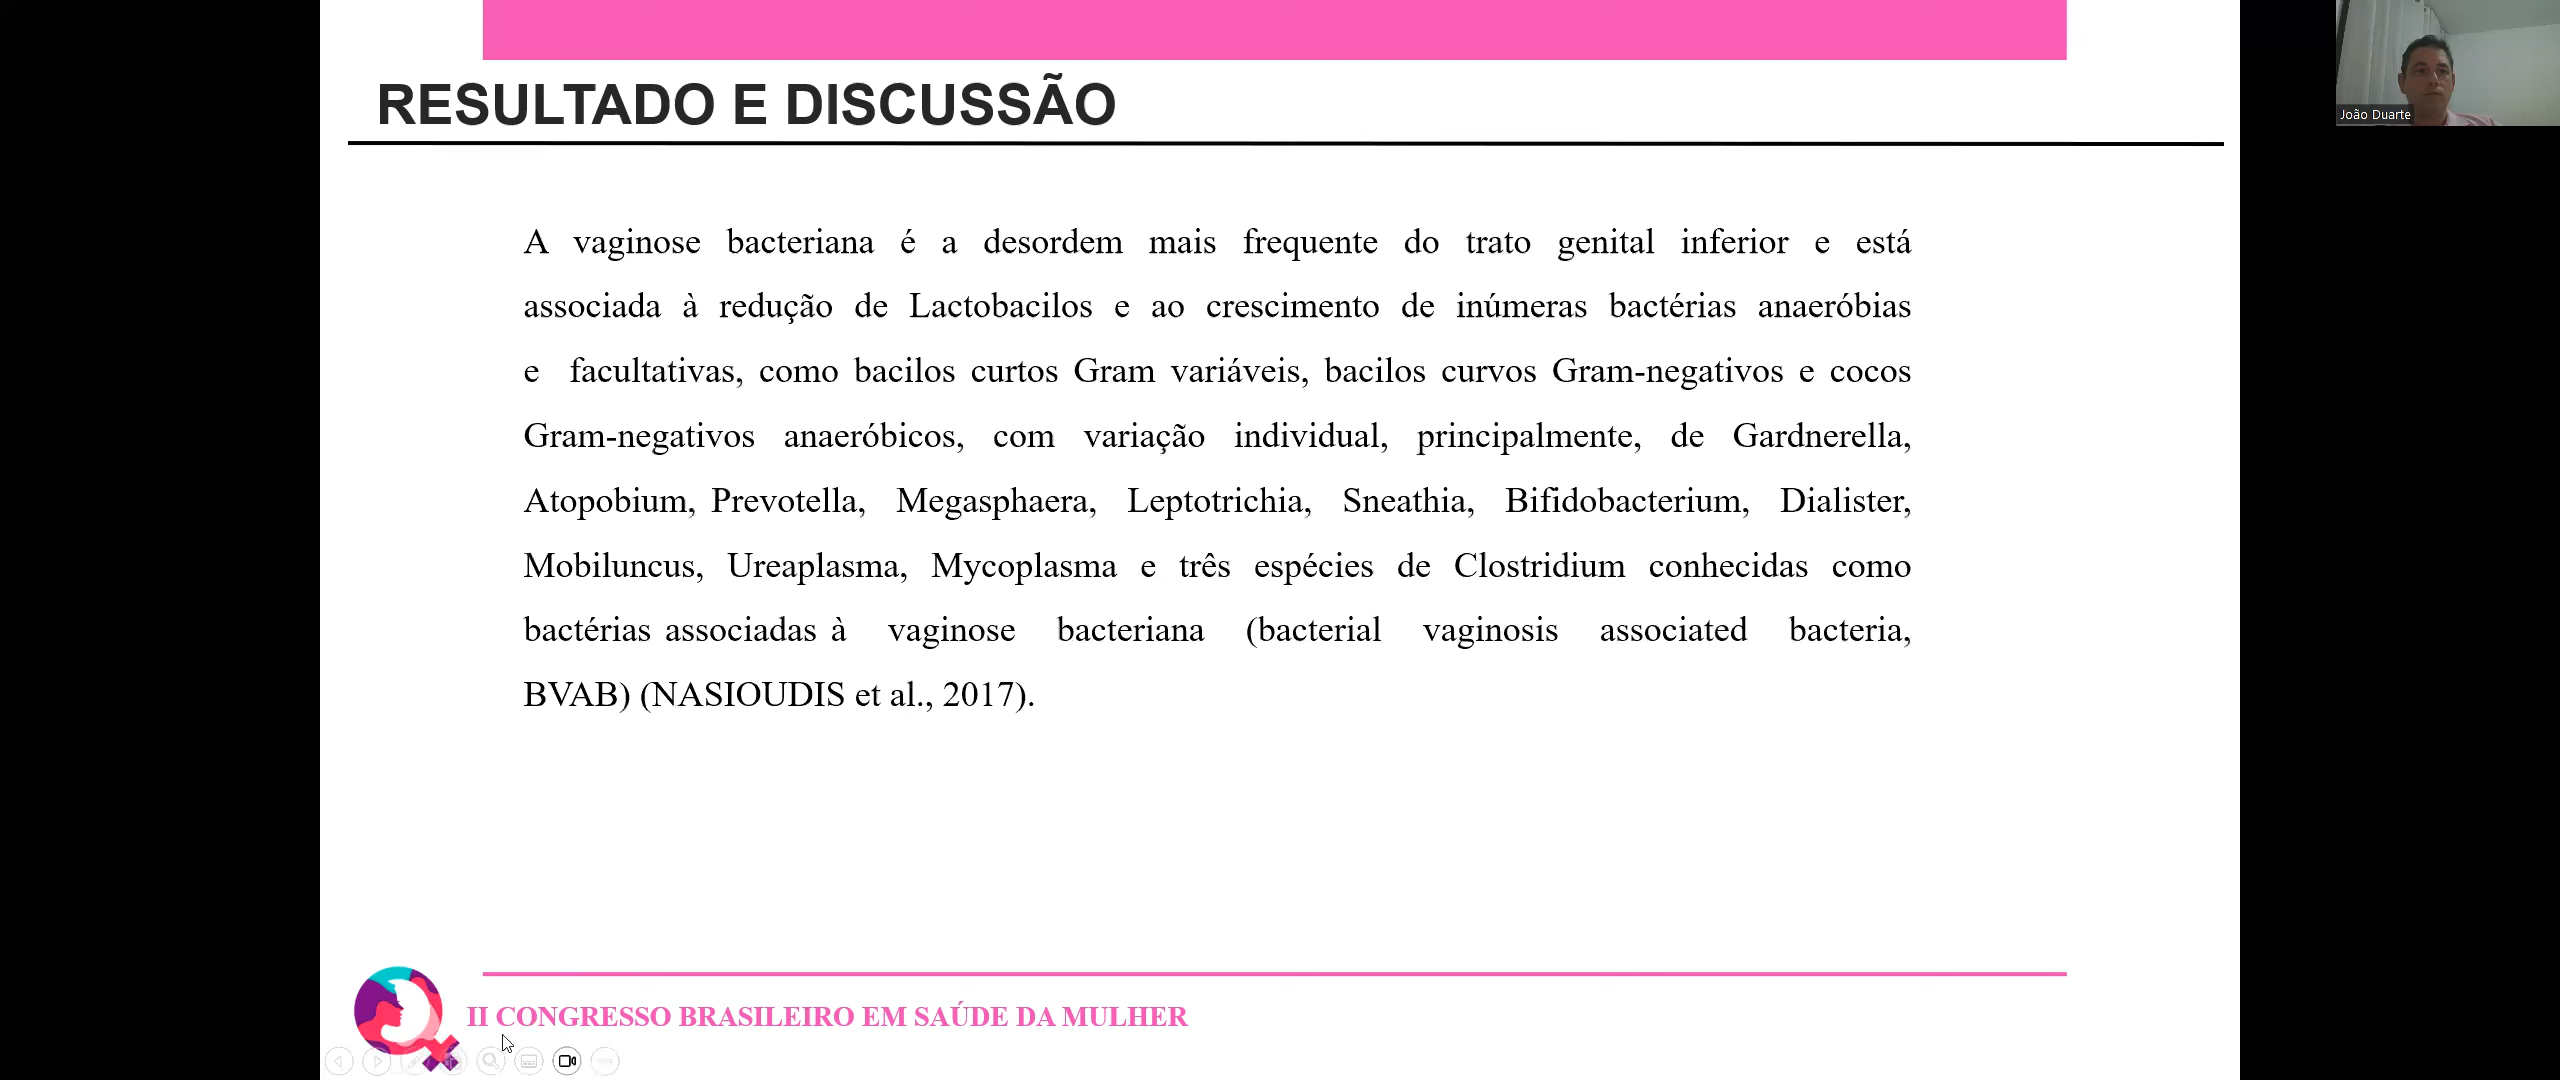 RESULTADO E DISCUSSÃO
João Duarte
A vaginose bacteriana é a desordem mais frequente do trato genital inferior e está
associada à redução de Lactobacilos e ao crescimento de inúmeras bactérias anaeróbias
e facultativas, como bacilos curtos Gram variáveis, bacilos curvos Gram-negativos e cocos
Gram-negativos anaeróbicos, com variação individual, principalmente, de Gardnerella,
Atopobium, Prevotella, Megasphaera, Leptotrichia, Sneathia, Bifidobacterium, Dialister,
Mobiluncus, Ureaplasma, Mycoplasma e três espécies de Clostridium conhecidas como
bactérias associadas à vaginose bacteriana (bacterial vaginosis associated bacteria,
BVAB) (NASIOUDIS et al., 2017).
II CONGRESSO BRASILEIRO EM SAÚDE DA MULHER